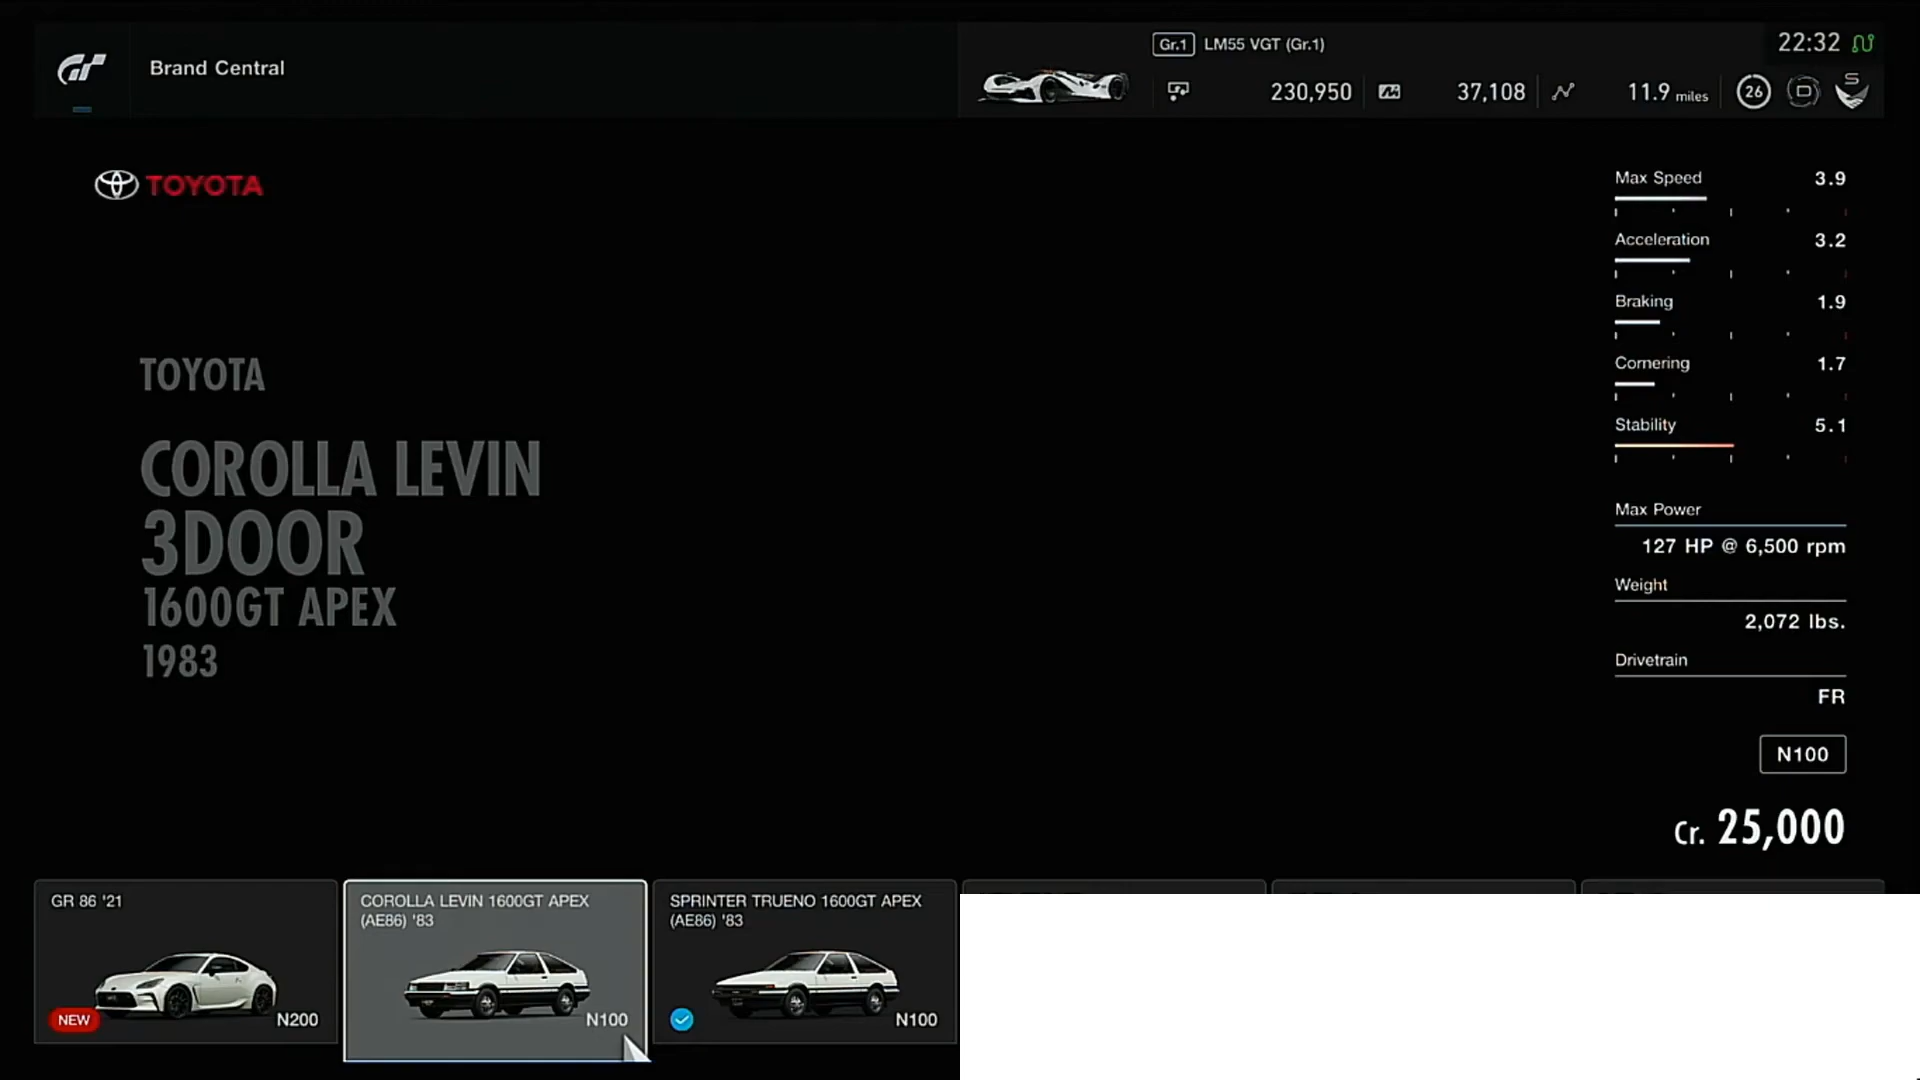 Brand Central
Gr.1 LM55 VGT (Gr.1)
230,950
37,108
11.9 miles
26
S
22:32
TOYOTA
TOYOTA
COROLLA LEVIN
3DOOR
1600GT APEX
1983
Max Speed 3.9
Acceleration 3.2
Braking 1.9
Cornering 1.7
Stability 5.1
Max Power
127 HP @ 6,500 rpm
Weight
2,072 lbs.
Drivetrain
FR
N100
Cr. 25,000
GR 86 '21
NEW
N200
COROLLA LEVIN 1600GT APEX
(AE86) '83
N100
SPRINTER TRUENO 1600GT APEX
(AE86) '83
N100